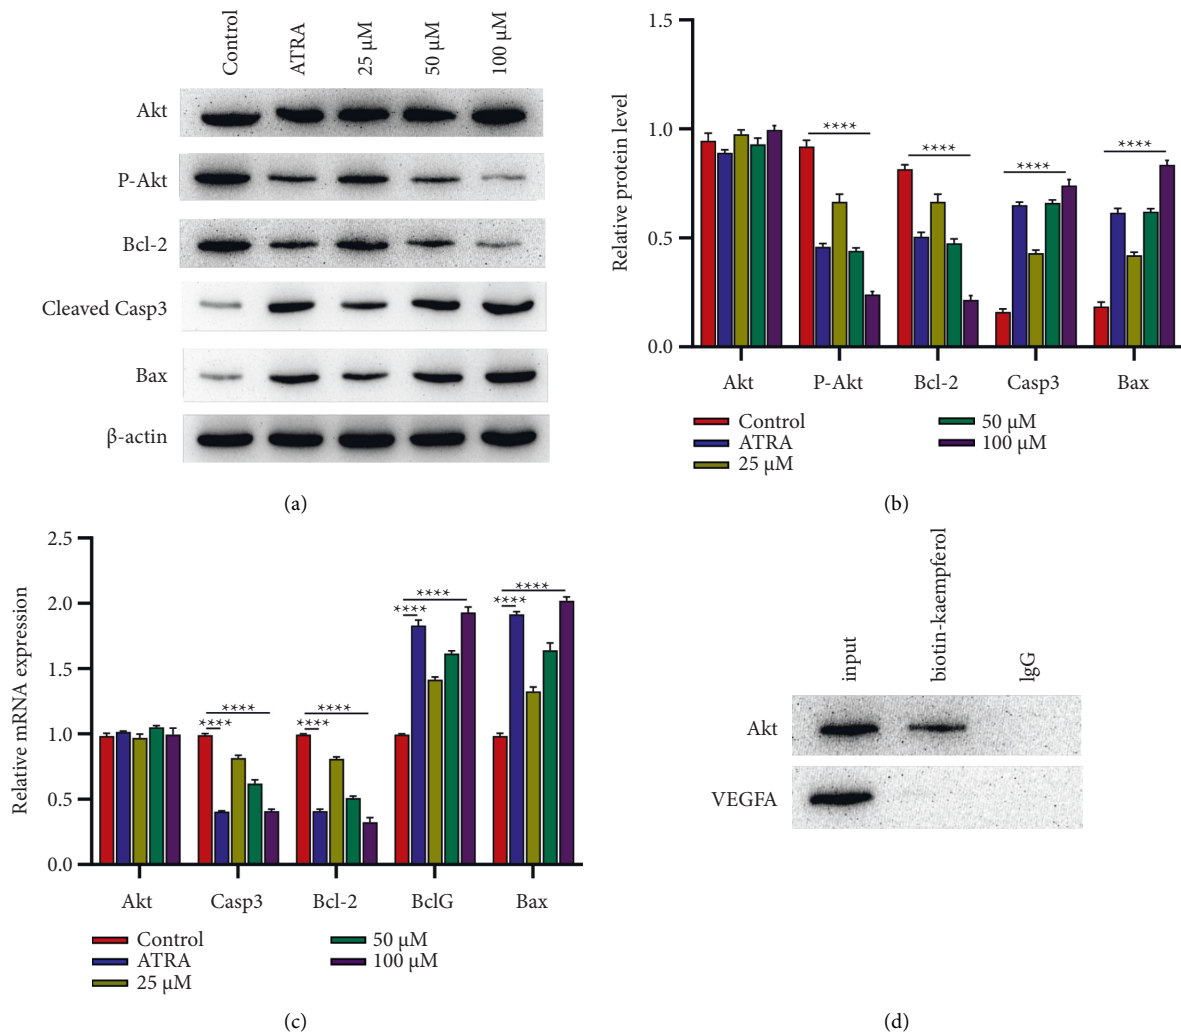 Control
ATRA
25 μM
50 μM
100 μM
Akt
P-Akt
Bcl-2
Cleaved Casp3
Bax
β-actin
(a)
Relative protein level
1.5
1.0
0.5
0.0
****
****
****
****
Akt
P-Akt
Bcl-2
Casp3
Bax
Control
ATRA
25 μM
50 μM
100 μM
(b)
Relative mRNA expression
2.5
2.0
1.5
1.0
0.5
0.0
****
****
****
****
****
****
****
****
Akt
Casp3
Bcl-2
BclG
Bax
Control
ATRA
25 μM
50 μM
100 μM
(c)
input
biotin-kaempferol
IgG
Akt
VEGFA
(d)